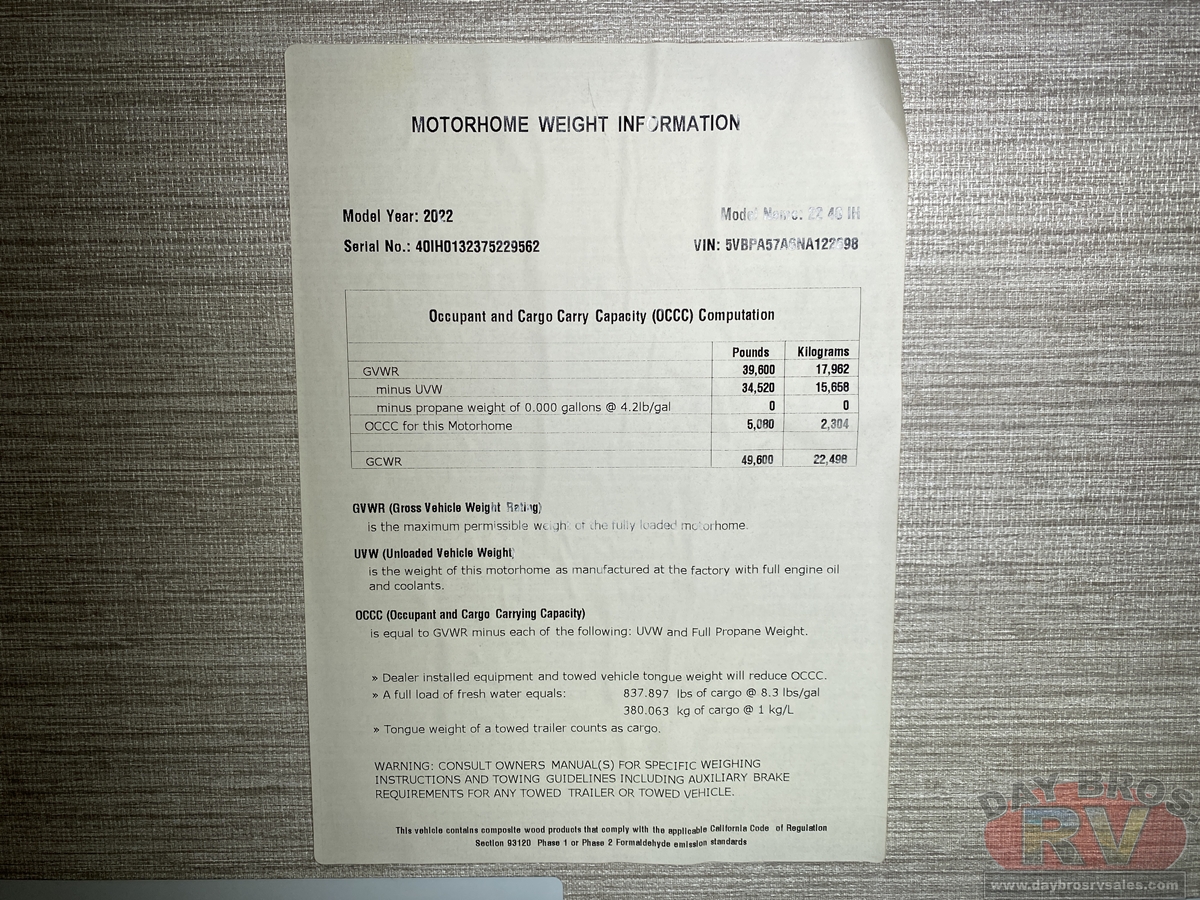 MOTORHOME WEIGHT INFORMATION
Model Year: 2022
Serial No.: 40IH0132375229562
VIN:
Occupant and Cargo Carry Capacity (OCCC) Computation
Pounds Kilograms
GVWR 39,600 17,962
minus UVW 34,520 15,658
minus propane weight of 0.000 gallons @ 4.2lb/gal 0 0
OCCC for this Motorhome 5,080 2,304
GCWR 49,600 22,498
GVWR (Gross Vehicle Weight Rating)
is the maximum permissible weight of the fully loaded motorhome.
UVW (Unloaded Vehicle Weight)
is the weight of this motorhome as manufactured at the factory with full engine oil
and coolants.
OCCC (Occupant and Cargo Carrying Capacity)
is equal to GVWR minus each of the following: UVW and Full Propane Weight.
» Dealer installed equipment and towed vehicle tongue weight will reduce OCCC.
» A full load of fresh water equals: 837.897 lbs of cargo @ 8.3 lbs/gal
380.063 kg of cargo @ 1 kg/L
» Tongue weight of a towed trailer counts as cargo.
WARNING: CONSULT OWNERS MANUAL(S) FOR SPECIFIC WEIGHING
INSTRUCTIONS AND TOWING GUIDELINES INCLUDING AUXILIARY BRAKE
REQUIREMENTS FOR ANY TOWED TRAILER OR TOWED VEHICLE.
This vehicle contains composite wood products that comply with the applicable California Code of Regulation
Section 93120 Phase 1 or Phase 2 Formaldehyde emission standards
DAY BROS
RV
www.daybrosrvsales.com